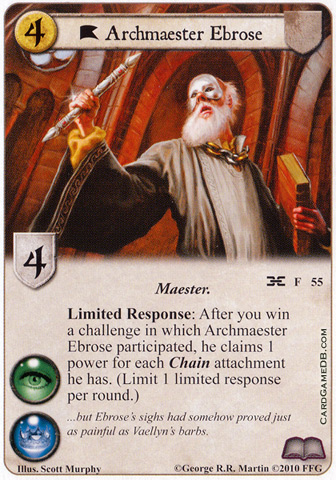 4
Archmaester Ebrose
4
Maester.
F 55
Limited Response: After you win
a challenge in which Archmaester
Ebrose participated, he claims 1
power for each Chain attachment
he has. (Limit 1 limited response
per round.)
...but Ebrose's sighs had somehow proved just
as painful as Vaellyn's barbs.
Illus. Scott Murphy
©George R.R. Martin ©2010 FFG
CARDGAMEDB.COM